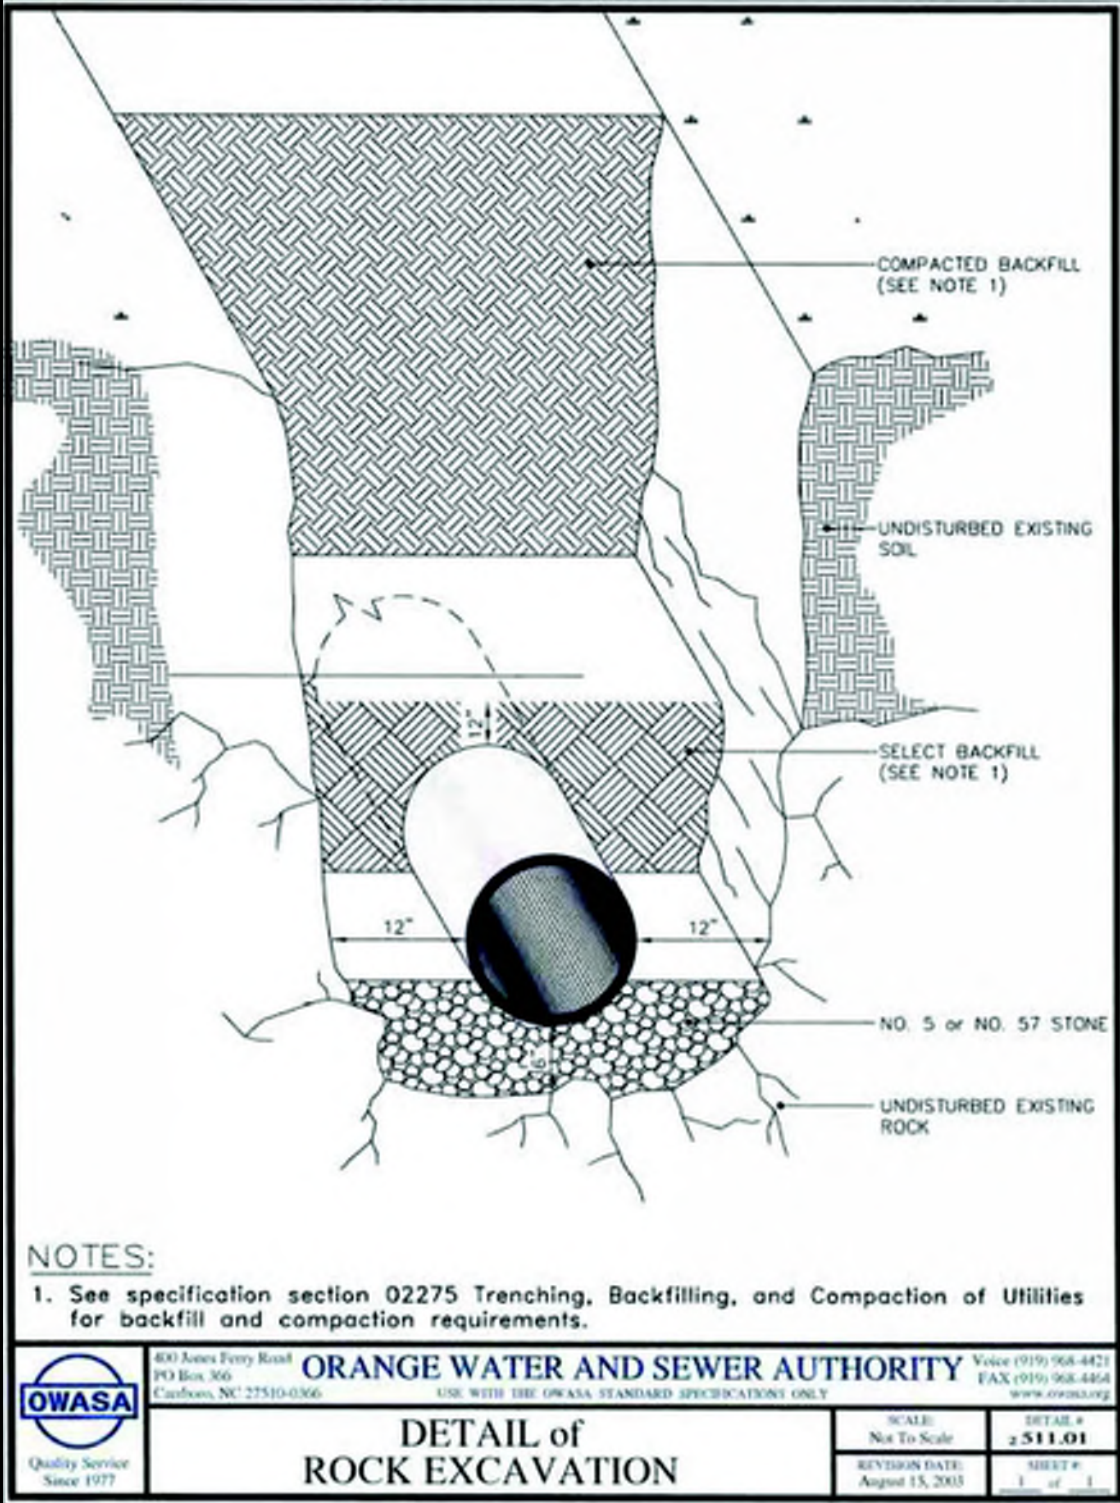 COMPACTED BACKFILL
(SEE NOTE 1)
UNDISTURBED EXISTING
SOIL
12"
SELECT BACKFILL
(SEE NOTE 1)
12"
12"
NO. 5 or NO. 57 STONE
6"
UNDISTURBED EXISTING
ROCK
NOTES:
1. See specification section 02275 Trenching, Backfilling, and Compaction of Utilities
for backfill and compaction requirements.
OWASA
Quality Service
Since 1977
400 Jones Ferry Road
PO Box 366
Carrboro, NC 27510-0366
ORANGE WATER AND SEWER AUTHORITY
USE WITH THE OWASA STANDARD SPECIFICATIONS ONLY
Voice (919) 968-4421
FAX (919) 968-4464
www.owasa.org
DETAIL of
ROCK EXCAVATION
SCALE:
Not To Scale
DETAIL #
511.01
REVISION DATE:
August 15, 2003
SHEET #:
1 of 1